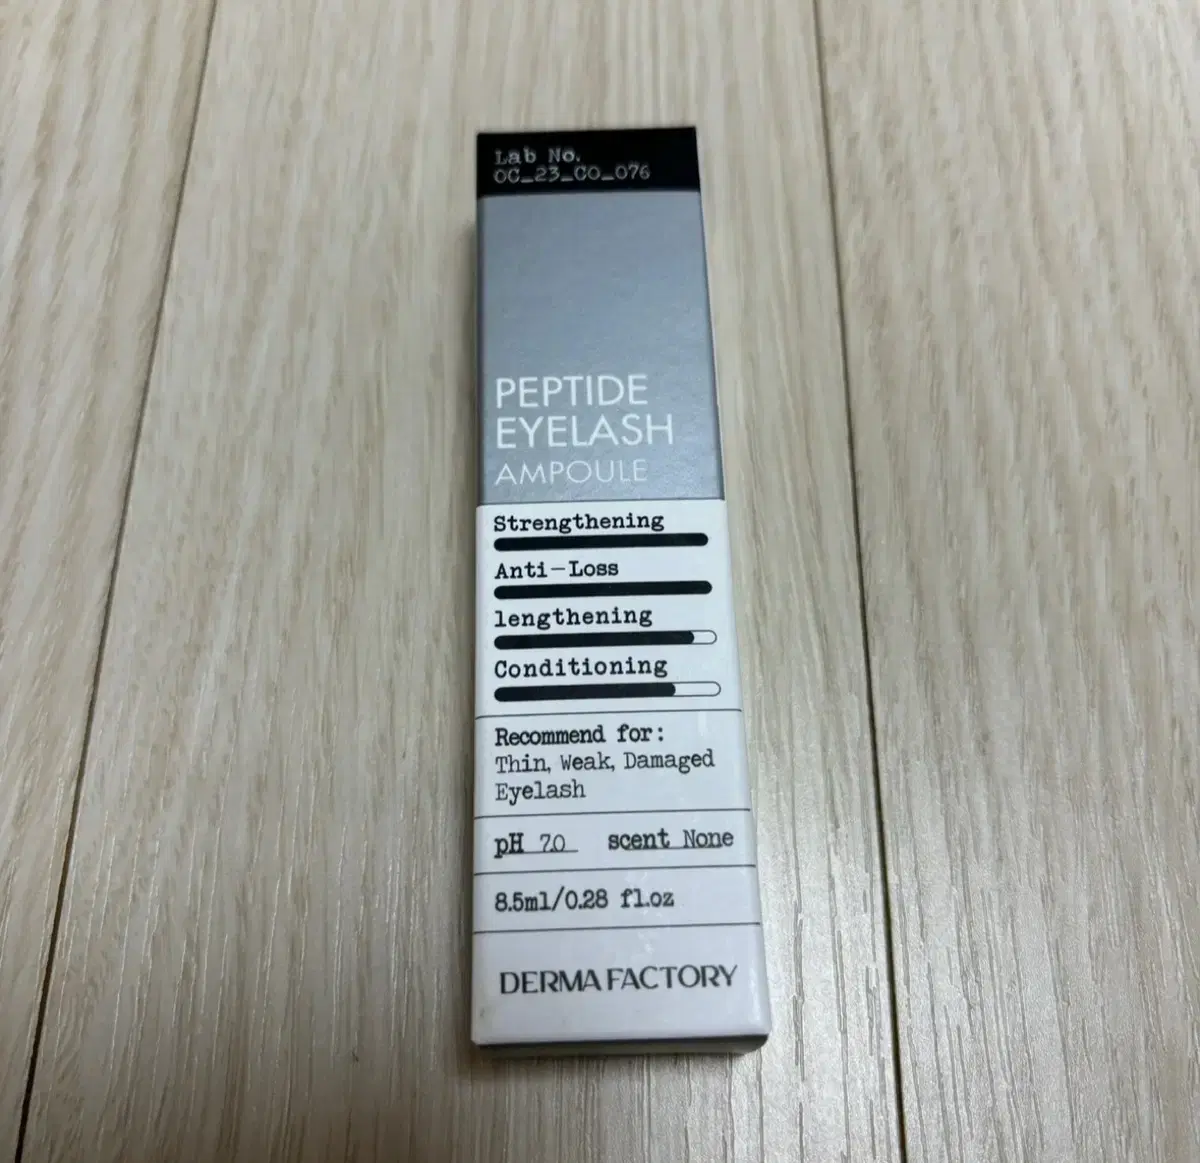 Lab No.
OC_23_CO_076
PEPTIDE
EYELASH
AMPOULE
Strengthening
Anti-Loss
lengthening
Conditioning
Recommend for:
Thin, Weak, Damaged
Eyelash
pH 7.0 scent None
8.5ml/0.28 fl.oz
DERMA FACTORY